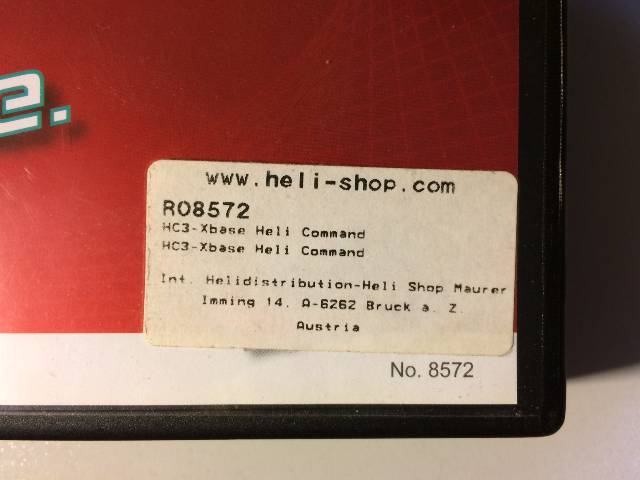 e.
www.heli-shop.com
RO8572
HC3-Xbase Heli Command
HC3-Xbase Heli Command
Int. Helidistribution-Heli Shop Maurer
Imming 14, A-6262 Bruck a. Z.
Austria
No. 8572